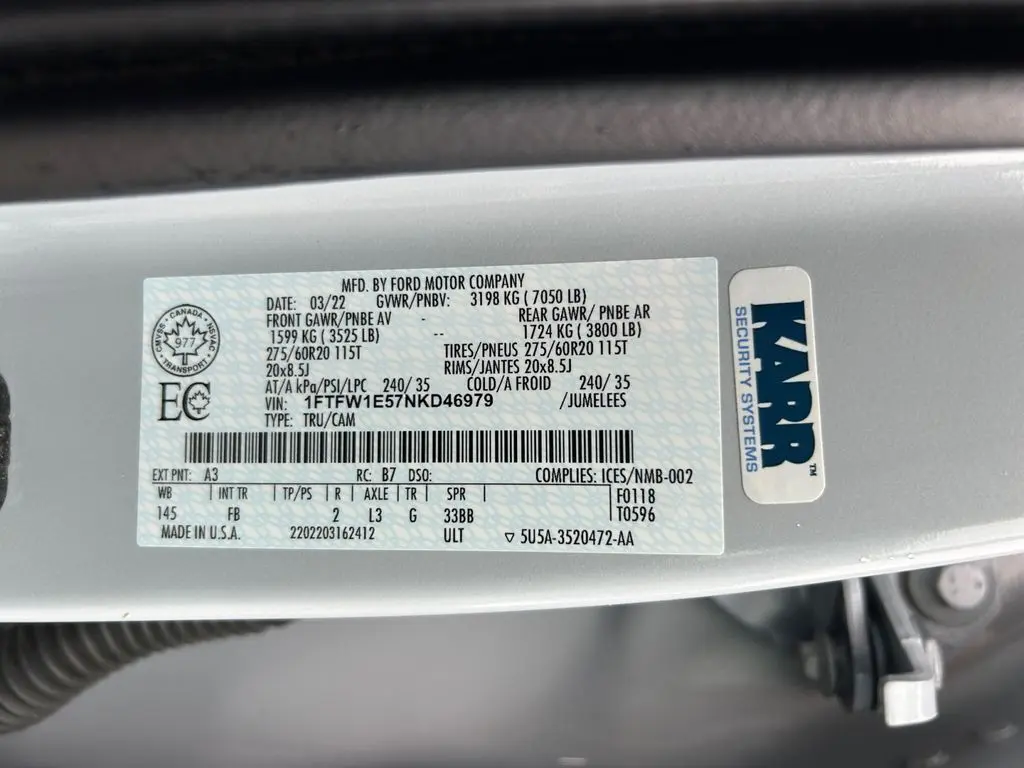 MFD. BY FORD MOTOR COMPANY
DATE: 03/22 GVWR/PNBV: 3198 KG ( 7050 LB)
FRONT GAWR/PNBE AV REAR GAWR/ PNBE AR
1599 KG ( 3525 LB) -- 1724 KG ( 3800 LB)
275/60R20 115T TIRES/PNEUS 275/60R20 115T
20x8.5J RIMS/JANTES 20x8.5J
AT/A kPa/PSI/LPC 240/ 35 COLD/A FROID 240/ 35
VIN: 1FTFW1E57NKD46979 /JUMELEES
TYPE: TRU/CAM
CANADA
CMVSS - NSVAC
977
TRANSPORT
EC
EXT PNT: A3 RC: B7 DSO: COMPLIES: ICES/NMB-002
WB INT TR TP/PS R AXLE TR SPR F0118
145 FB 2 L3 G 33BB T0596
MADE IN U.S.A. 2202203162412 ULT ▽ 5U5A-3520472-AA
KARR™
SECURITY SYSTEMS